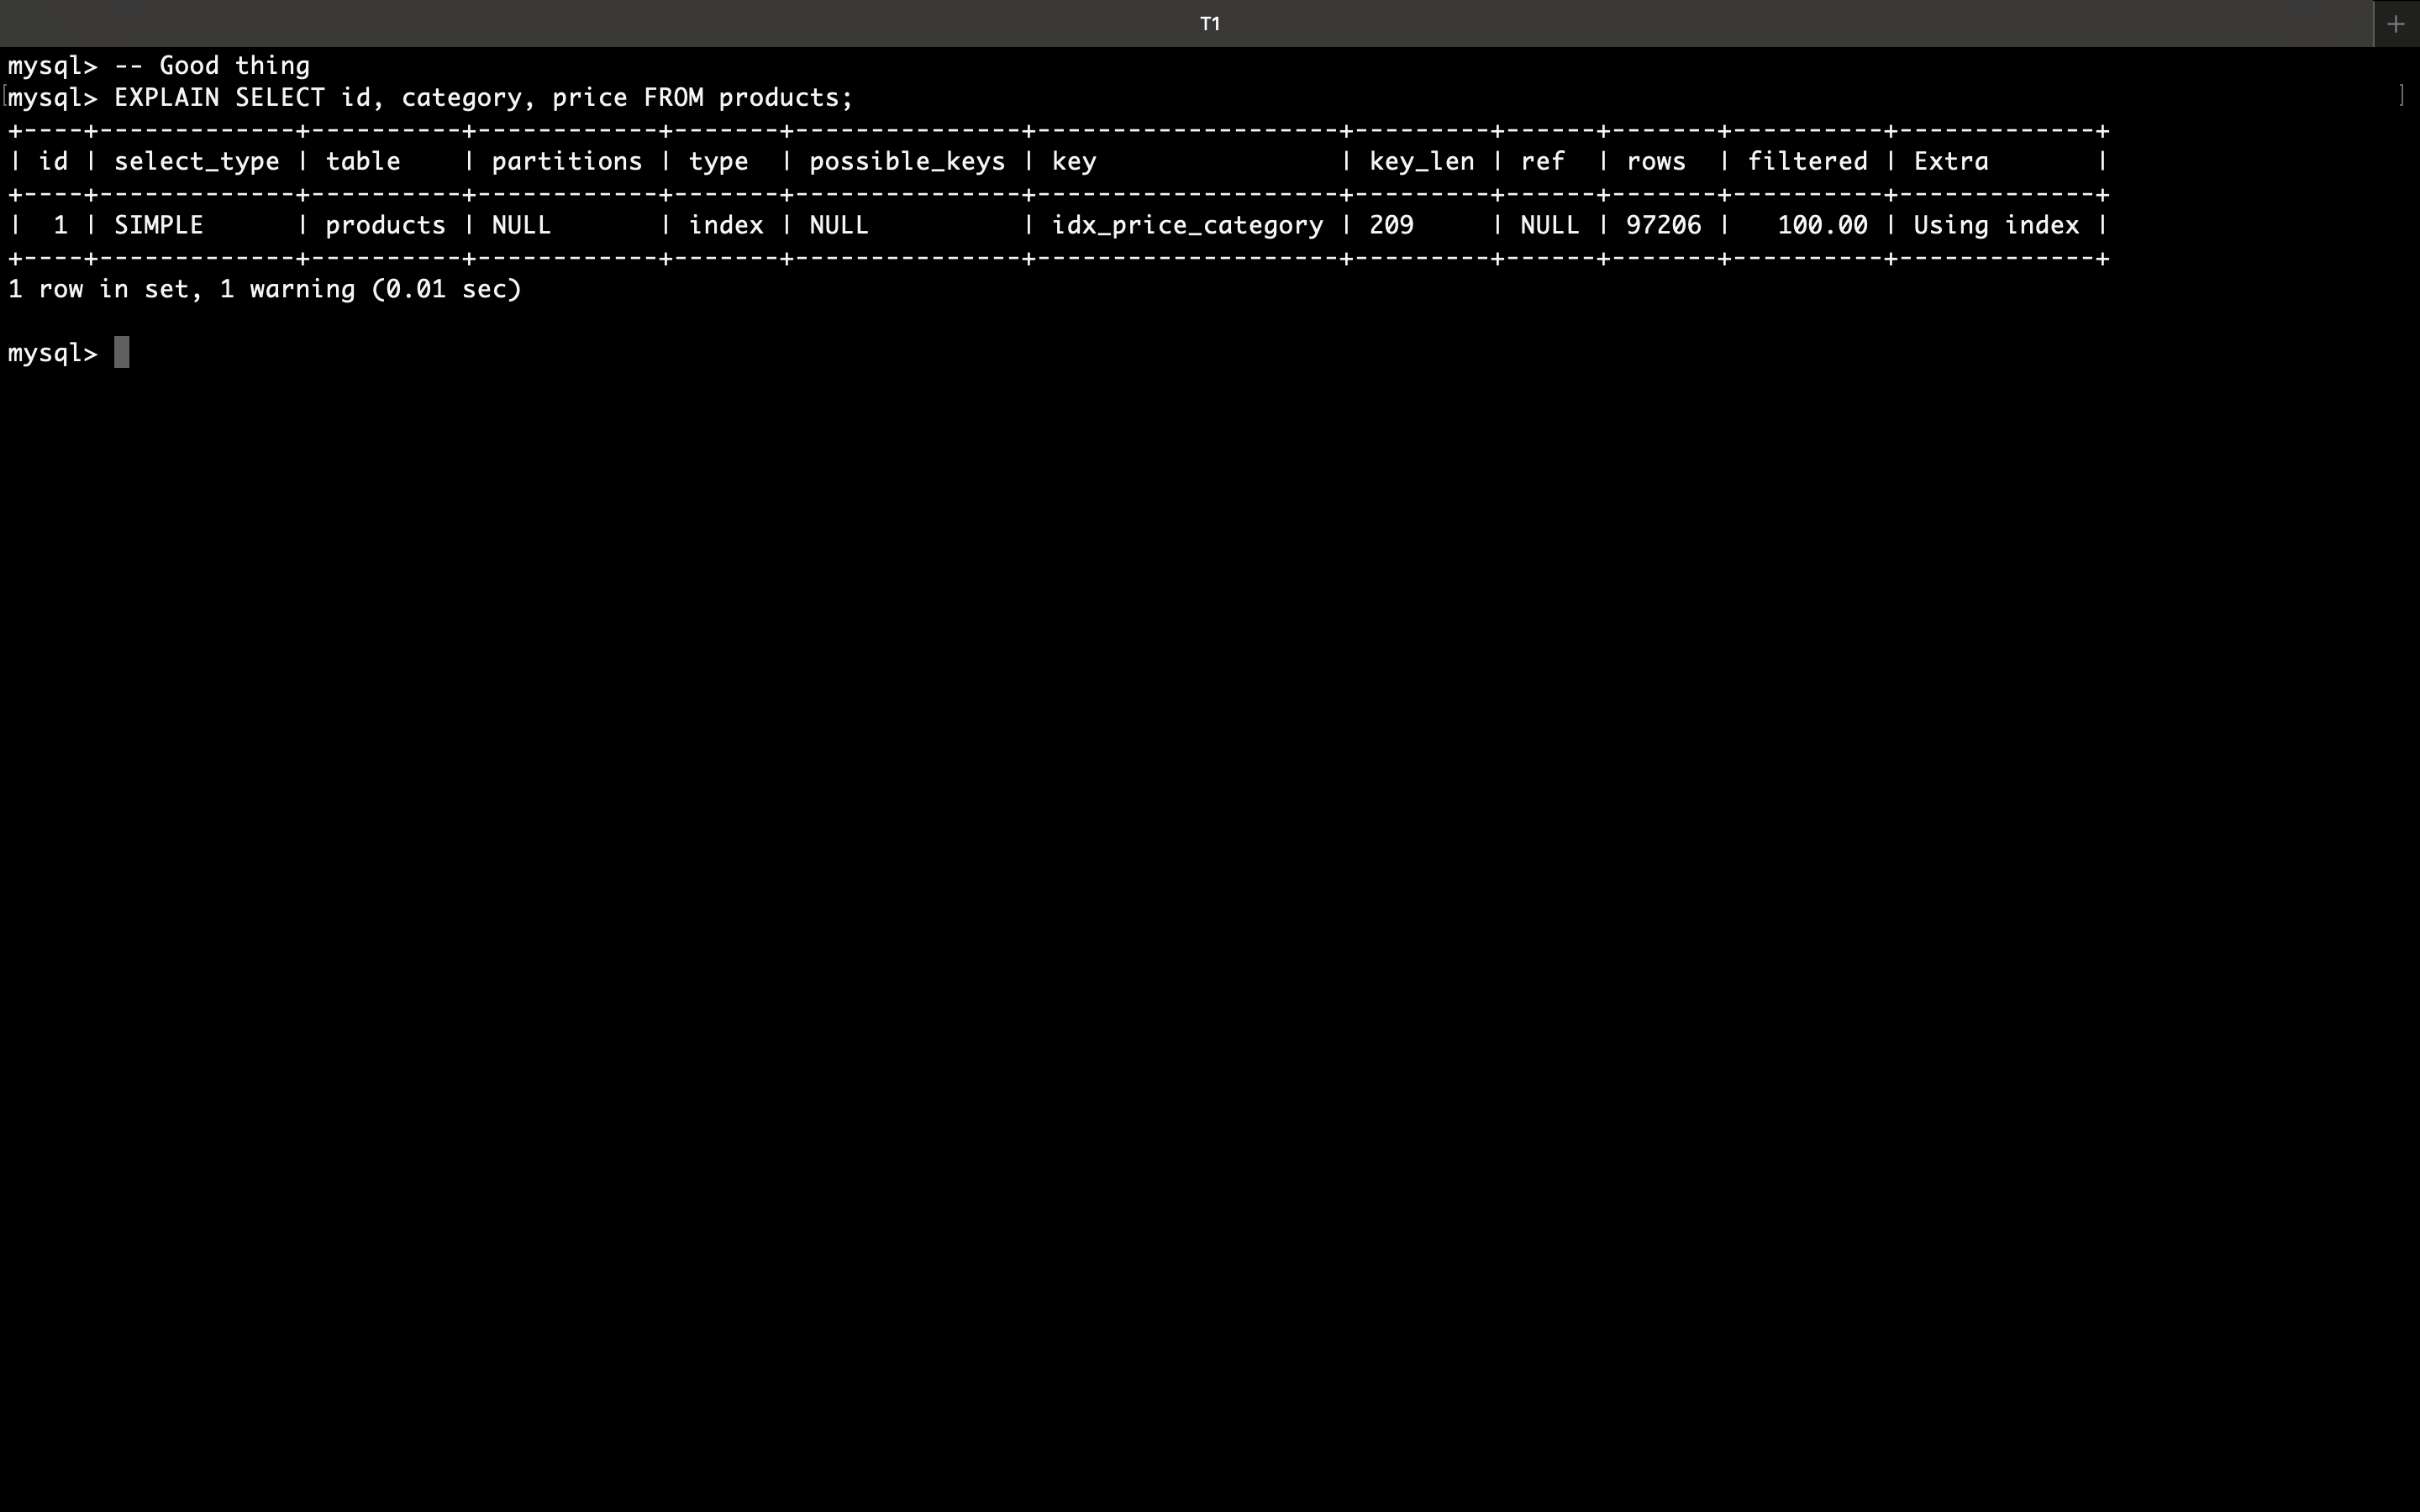 T1
+
mysql> -- Good thing
[mysql> EXPLAIN SELECT id, category, price FROM products; ]
+----+-------------+----------+------------+-------+---------------+--------------------+---------+------+-------+----------+-------------+
| id | select_type | table    | partitions | type  | possible_keys | key                | key_len | ref  | rows  | filtered | Extra       |
+----+-------------+----------+------------+-------+---------------+--------------------+---------+------+-------+----------+-------------+
|  1 | SIMPLE      | products | NULL       | index | NULL          | idx_price_category | 209     | NULL | 97206 |   100.00 | Using index |
+----+-------------+----------+------------+-------+---------------+--------------------+---------+------+-------+----------+-------------+
1 row in set, 1 warning (0.01 sec)
mysql>